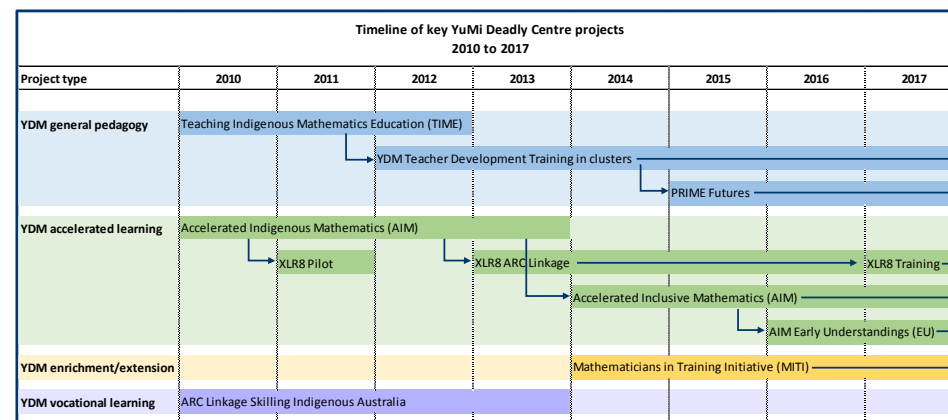 Timeline of key YuMi Deadly Centre projects
2010 to 2017
Project type 2010 2011 2012 2013 2014 2015 2016 2017
YDM general pedagogy Teaching Indigenous Mathematics Education (TIME)
YDM Teacher Development Training in clusters
PRIME Futures
YDM accelerated learning Accelerated Indigenous Mathematics (AIM)
XLR8 Pilot XLR8 ARC Linkage XLR8 Training
Accelerated Inclusive Mathematics (AIM)
AIM Early Understandings (EU)
YDM enrichment/extension Mathematicians in Training Initiative (MITI)
YDM vocational learning ARC Linkage Skilling Indigenous Australia